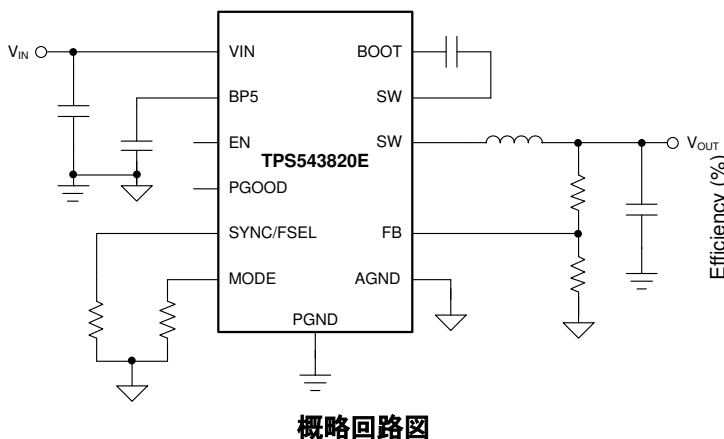 VIN
VIN
BOOT
BP5
SW
EN
SW
VOUT
TPS543820E
PGOOD
SYNC/FSEL
FB
MODE
AGND
PGND
Efficiency (%)
概略回路図